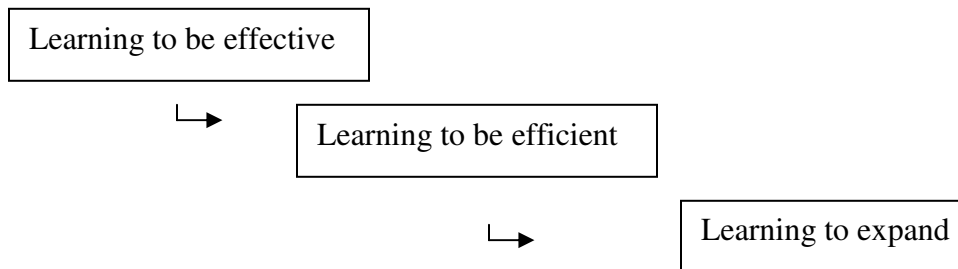 Learning to be effective
Learning to be efficient
Learning to expand